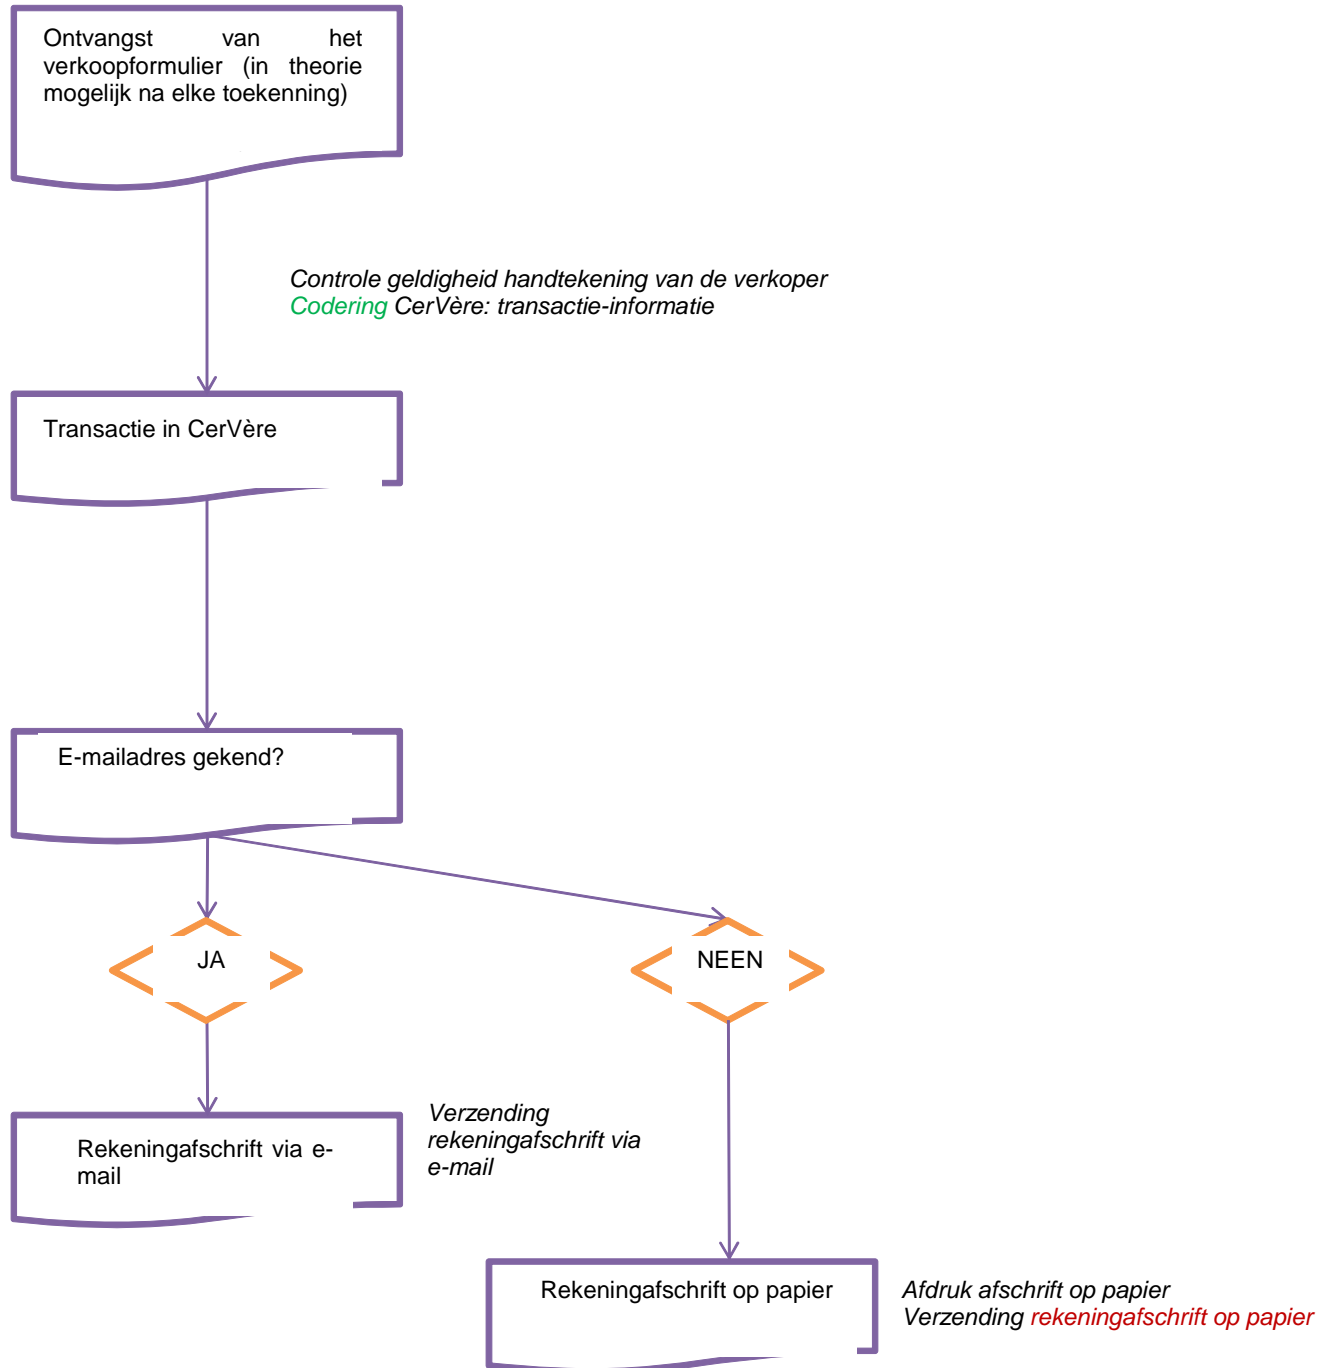 Ontvangst van het
verkoopformulier (in theorie
mogelijk na elke toekenning)
Controle geldigheid handtekening van de verkoper
Codering CerVère: transactie-informatie
Transactie in CerVère
E-mailadres gekend?
JA
NEEN
Rekeningafschrift via e-
mail
Verzending
rekeningafschrift via
e-mail
Rekeningafschrift op papier
Afdruk afschrift op papier
Verzending rekeningafschrift op papier